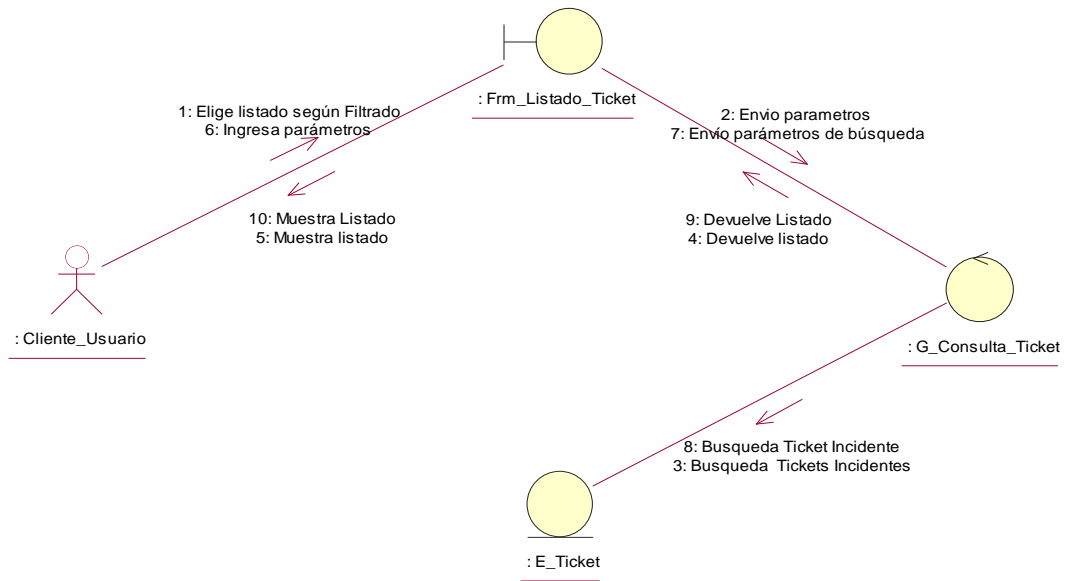 : Frm_Listado_Ticket
1: Elige listado según Filtrado
6: Ingresa parámetros
2: Envio parametros
7: Envío parámetros de búsqueda
10: Muestra Listado
5: Muestra listado
9: Devuelve Listado
4: Devuelve listado
: Cliente_Usuario
: G_Consulta_Ticket
8: Busqueda Ticket Incidente
3: Busqueda  Tickets Incidentes
: E_Ticket